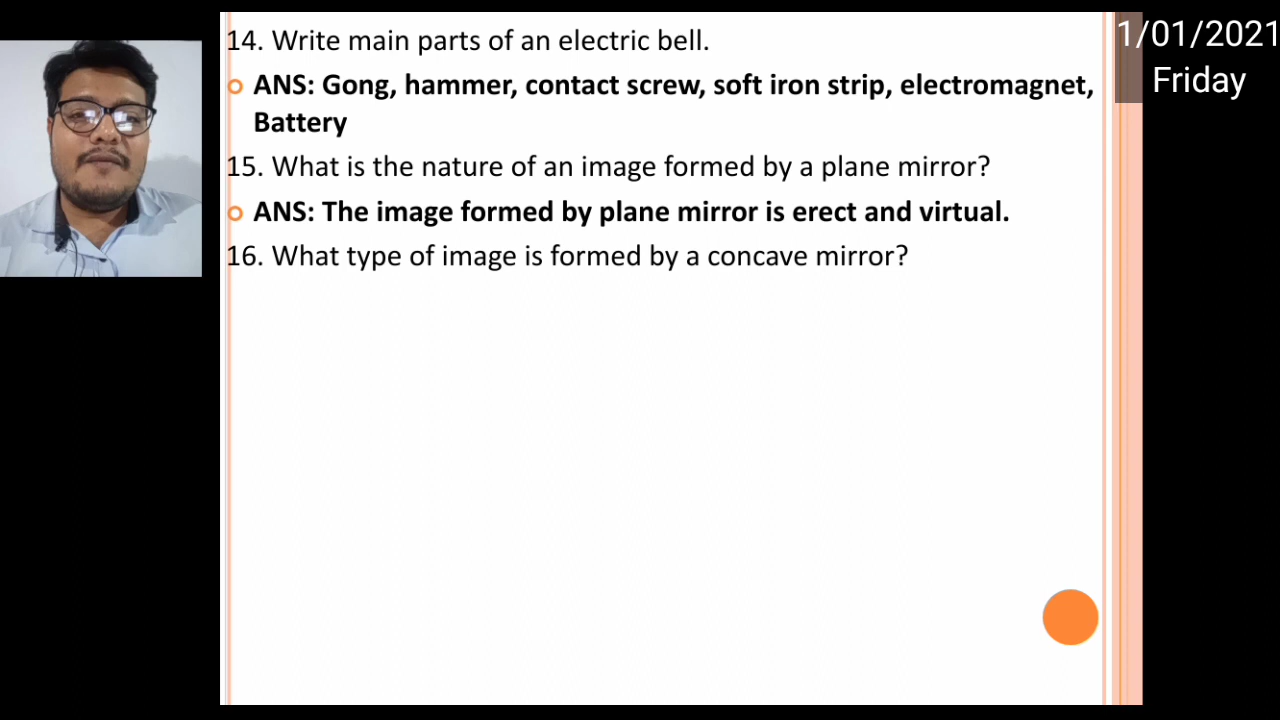 14. Write main parts of an electric bell.
ANS: Gong, hammer, contact screw, soft iron strip, electromagnet,
Battery
15. What is the nature of an image formed by a plane mirror?
ANS: The image formed by plane mirror is erect and virtual.
16. What type of image is formed by a concave mirror?
1/01/2021
Friday